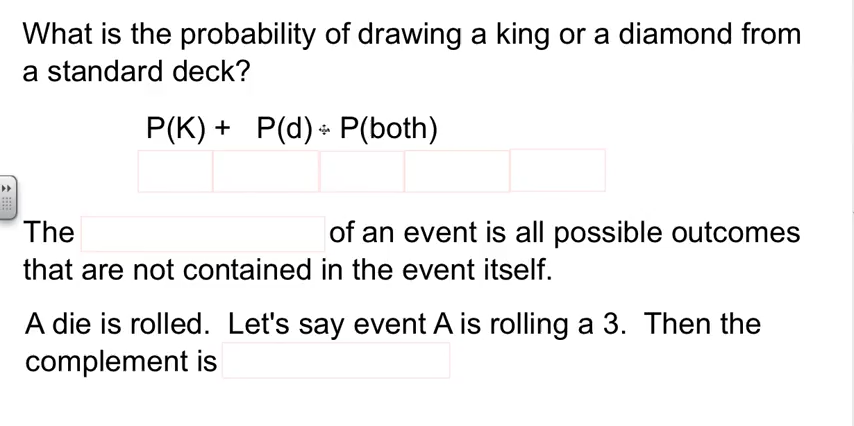 What is the probability of drawing a king or a diamond from
a standard deck?
P(K) + P(d) - P(both)
The of an event is all possible outcomes
that are not contained in the event itself.
A die is rolled. Let's say event A is rolling a 3. Then the
complement is